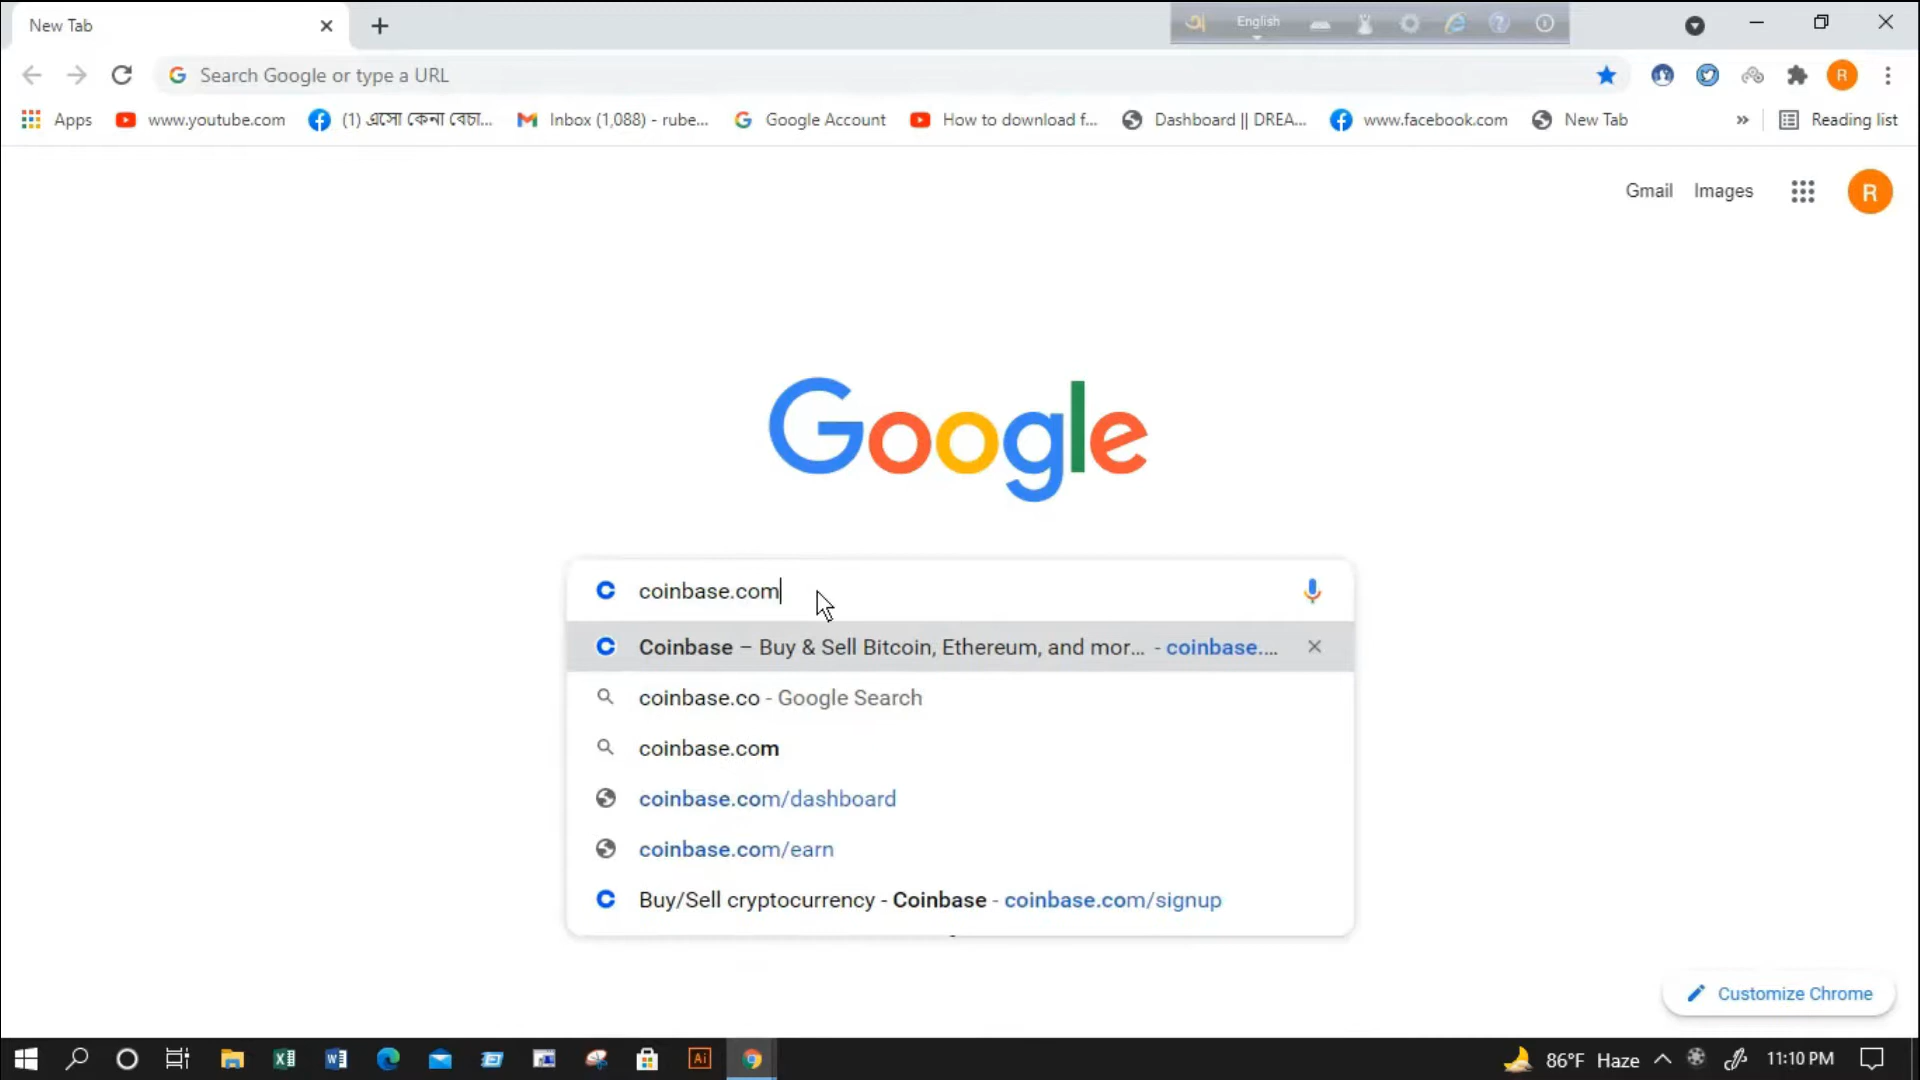 New Tab
English
Search Google or type a URL
Apps
www.youtube.com
(1) এসো কেনা বেচা...
Inbox (1,088) - rube...
Google Account
How to download f...
Dashboard || DREA...
www.facebook.com
New Tab
Reading list
Gmail Images
R
Google
coinbase.com
Coinbase – Buy & Sell Bitcoin, Ethereum, and mor... - coinbase....
coinbase.co - Google Search
coinbase.com
coinbase.com/dashboard
coinbase.com/earn
Buy/Sell cryptocurrency - Coinbase - coinbase.com/signup
Customize Chrome
86°F Haze
11:10 PM